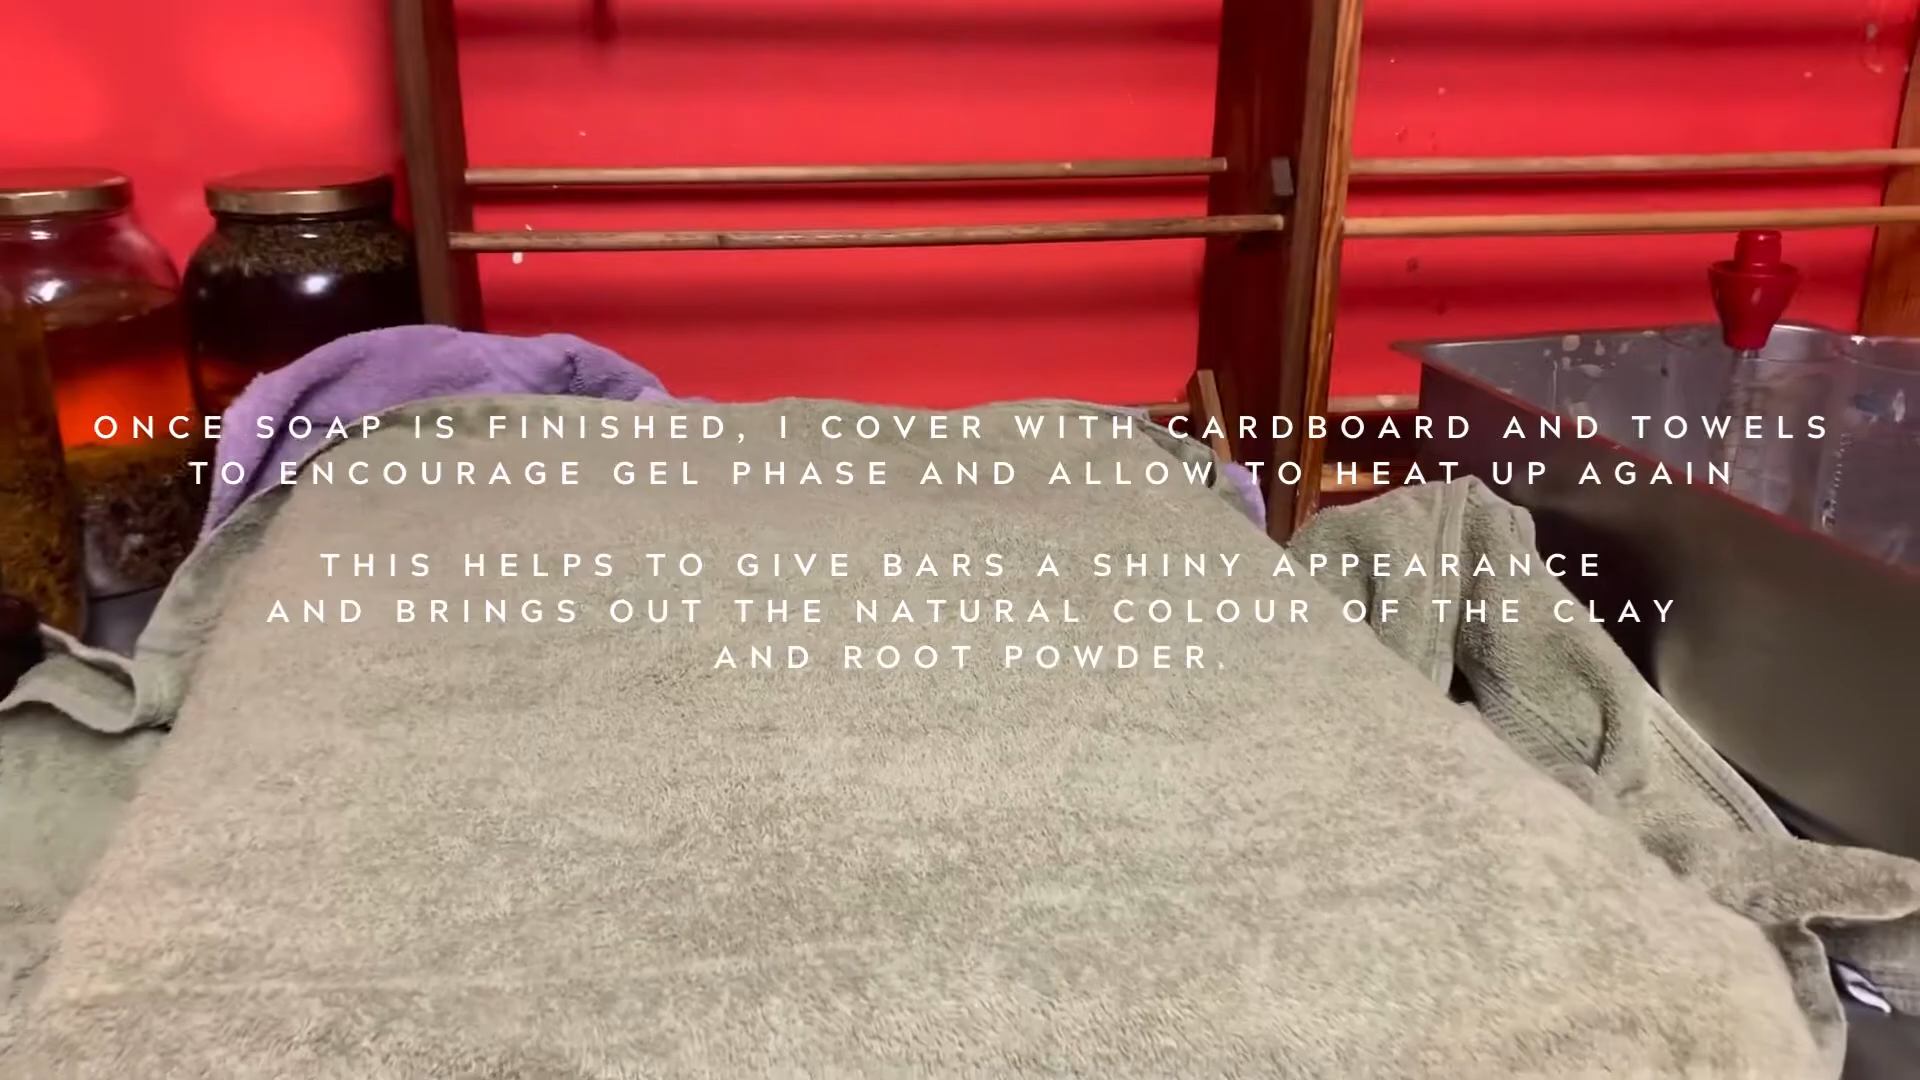 ONCE SOAP IS FINISHED, I COVER WITH CARDBOARD AND TOWELS
TO ENCOURAGE GEL PHASE AND ALLOW TO HEAT UP AGAIN
THIS HELPS TO GIVE BARS A SHINY APPEARANCE
AND BRINGS OUT THE NATURAL COLOUR OF THE CLAY
AND ROOT POWDER.